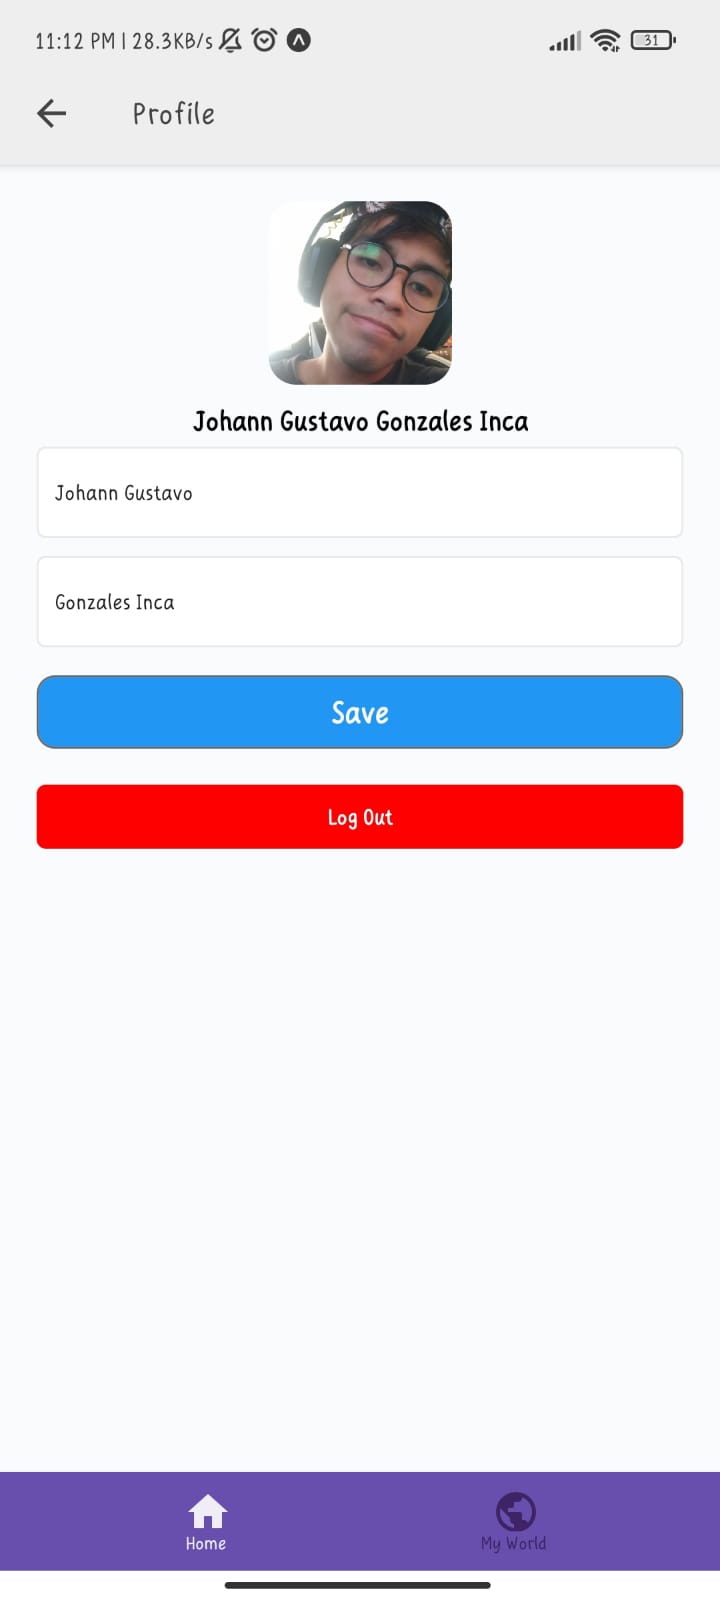 11:12 PM | 28.3KB/s 31
Profile
Johann Gustavo Gonzales Inca
Johann Gustavo
Gonzales Inca
Save
Log Out
Home My World